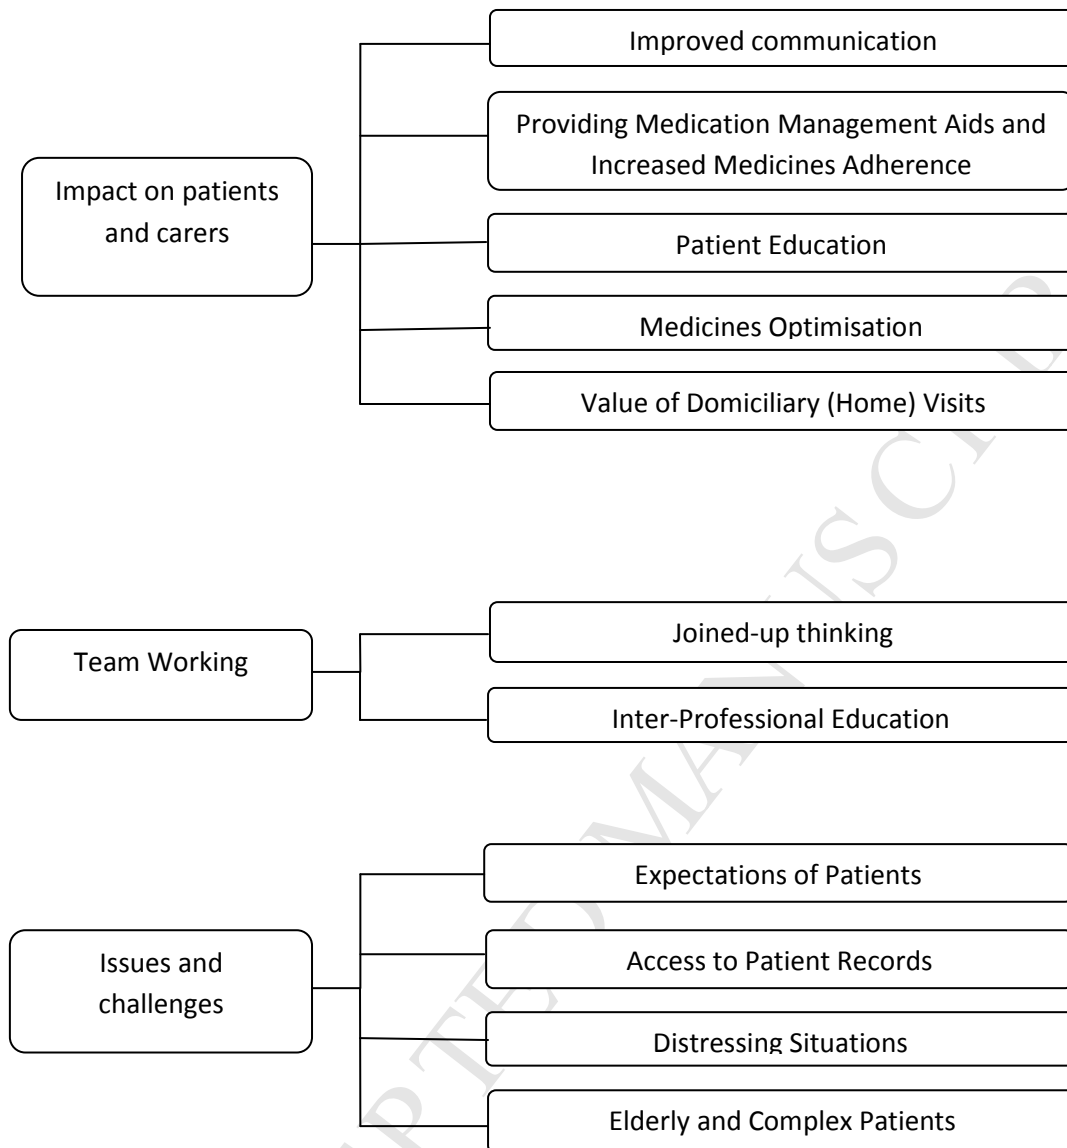 Improved communication
Providing Medication Management Aids and
Increased Medicines Adherence
Impact on patients
and carers
Patient Education
Medicines Optimisation
Value of Domiciliary (Home) Visits
Joined-up thinking
Team Working
Inter-Professional Education
Expectations of Patients
Access to Patient Records
Issues and
challenges
Distressing Situations
Elderly and Complex Patients